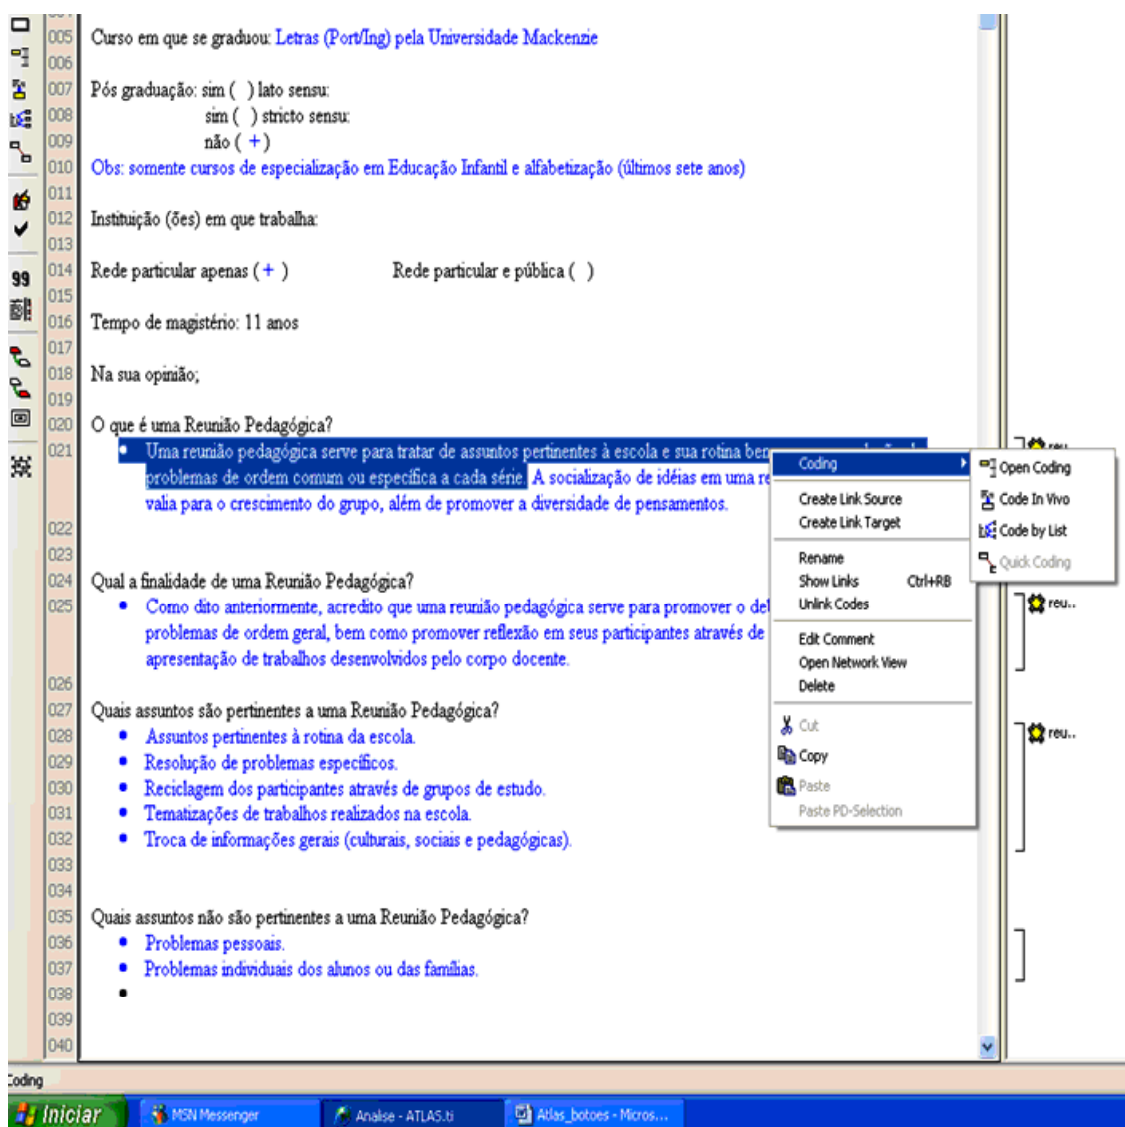 005 Curso em que se graduou: Letras (Port/Ing) pela Universidade Mackenzie
006
007 Pós graduação: sim ( ) lato sensu:
008 sim ( ) stricto sensu:
009 não ( + )
010 Obs: somente cursos de especialização em Educação Infantil e alfabetização (últimos sete anos)
011
012 Instituição (ões) em que trabalha:
013
014 Rede particular apenas ( + ) Rede particular e pública ( )
015
016 Tempo de magistério: 11 anos
017
018 Na sua opinião;
019
020 O que é uma Reunião Pedagógica?
021 • Uma reunião pedagógica serve para tratar de assuntos pertinentes à escola e sua rotina bem
problemas de ordem comum ou específica a cada série. A socialização de idéias em uma re
valia para o crescimento do grupo, além de promover a diversidade de pensamentos.
022
023
024 Qual a finalidade de uma Reunião Pedagógica?
025 • Como dito anteriormente, acredito que uma reunião pedagógica serve para promover o de
problemas de ordem geral, bem como promover reflexão em seus participantes através de
apresentação de trabalhos desenvolvidos pelo corpo docente.
026
027 Quais assuntos são pertinentes a uma Reunião Pedagógica?
028 • Assuntos pertinentes à rotina da escola.
029 • Resolução de problemas específicos.
030 • Reciclagem dos participantes através de grupos de estudo.
031 • Tematizações de trabalhos realizados na escola.
032 • Troca de informações gerais (culturais, sociais e pedagógicas).
033
034
035 Quais assuntos não são pertinentes a uma Reunião Pedagógica?
036 • Problemas pessoais.
037 • Problemas individuais dos alunos ou das famílias.
038 •
039
040
99
Coding
Create Link Source
Create Link Target
Rename
Show Links Ctrl+RB
Unlink Codes
Edit Comment
Open Network View
Delete
Cut
Copy
Paste
Paste PD-Selection
Open Coding
Code In Vivo
Code by List
Quick Coding
reu..
reu..
reu..
Coding
Iniciar
MSN Messenger
Analise - ATLAS.ti
Atlas_botoes - Micros...